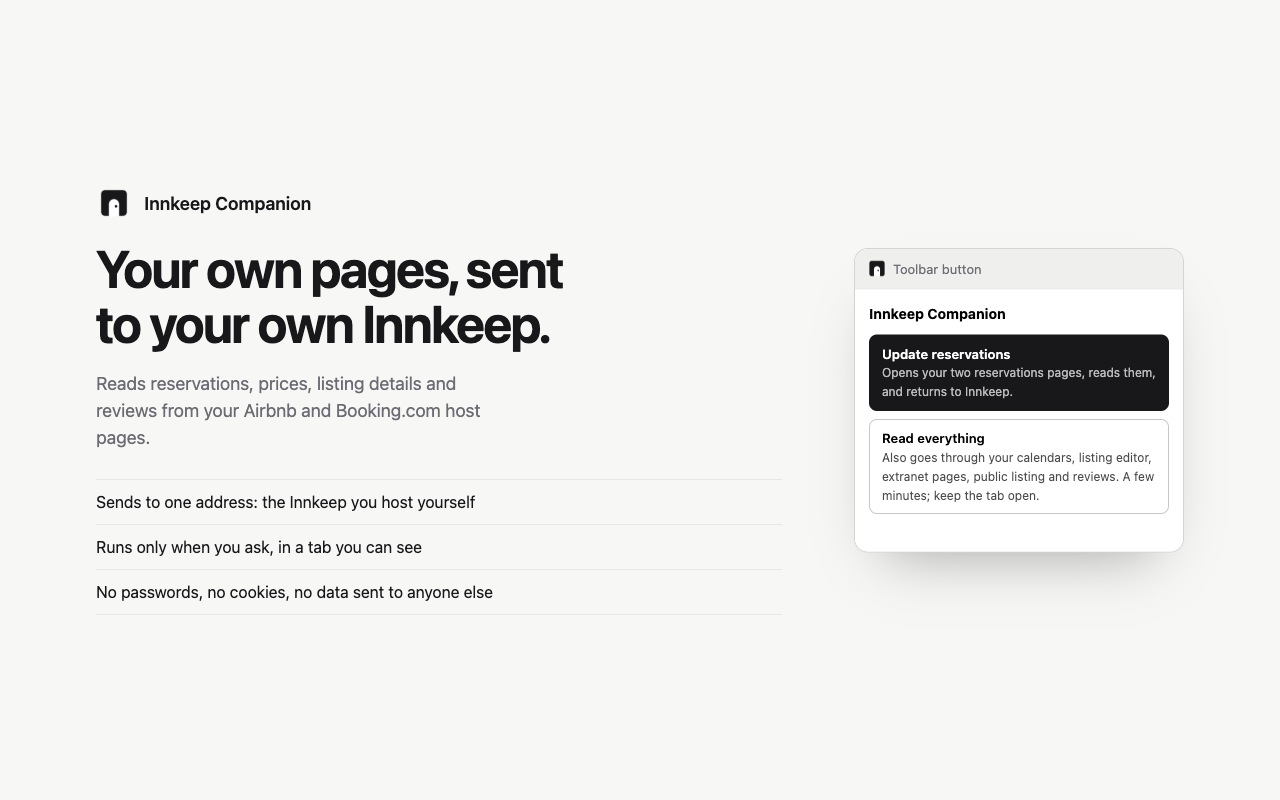 Innkeep Companion
Your own pages, sent
to your own Innkeep.
Reads reservations, prices, listing details and
reviews from your Airbnb and Booking.com host
pages.
Sends to one address: the Innkeep you host yourself
Runs only when you ask, in a tab you can see
No passwords, no cookies, no data sent to anyone else
Toolbar button
Innkeep Companion
Update reservations
Opens your two reservations pages, reads them,
and returns to Innkeep.
Read everything
Also goes through your calendars, listing editor,
extranet pages, public listing and reviews. A few
minutes; keep the tab open.